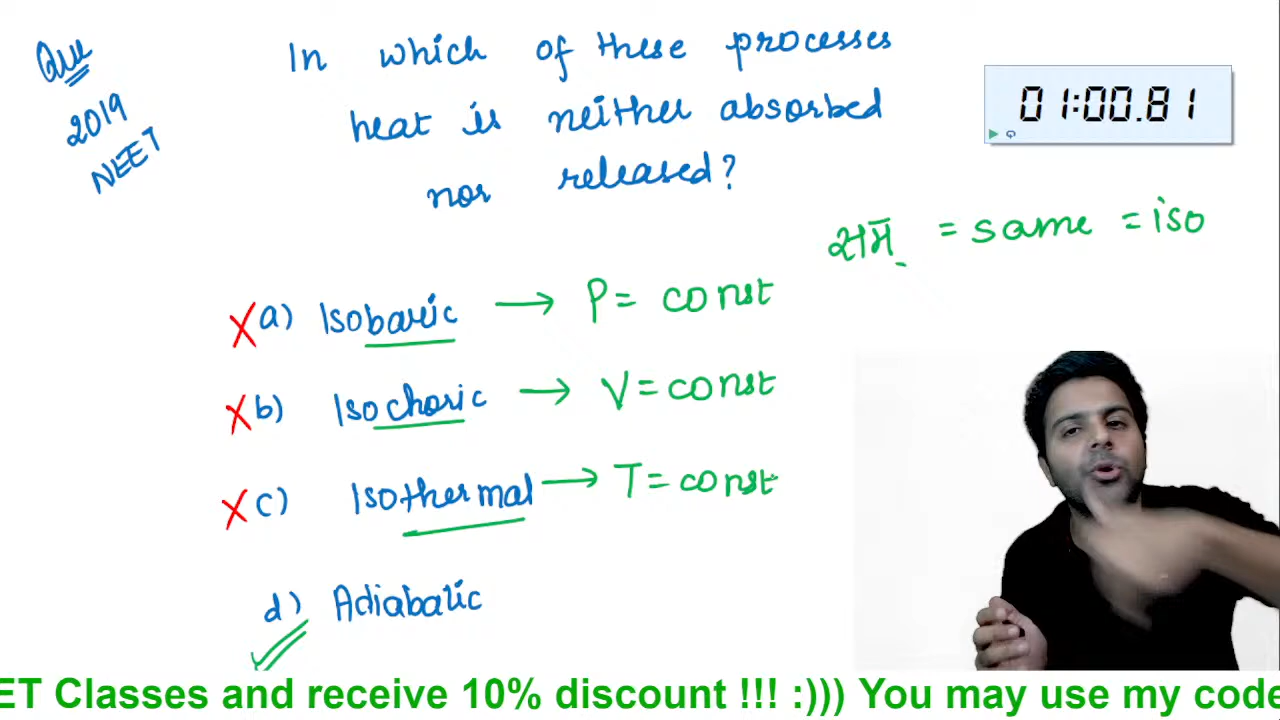 Que
2019
NEET
In which of these processes
heat is neither absorbed
nor released?
01:00.81
सम = same = iso
a) Isobaric → P = const
b) Isochoric → V = const
c) Isothermal → T = const
d) Adiabatic
ET Classes and receive 10% discount !!! :))) You may use my code